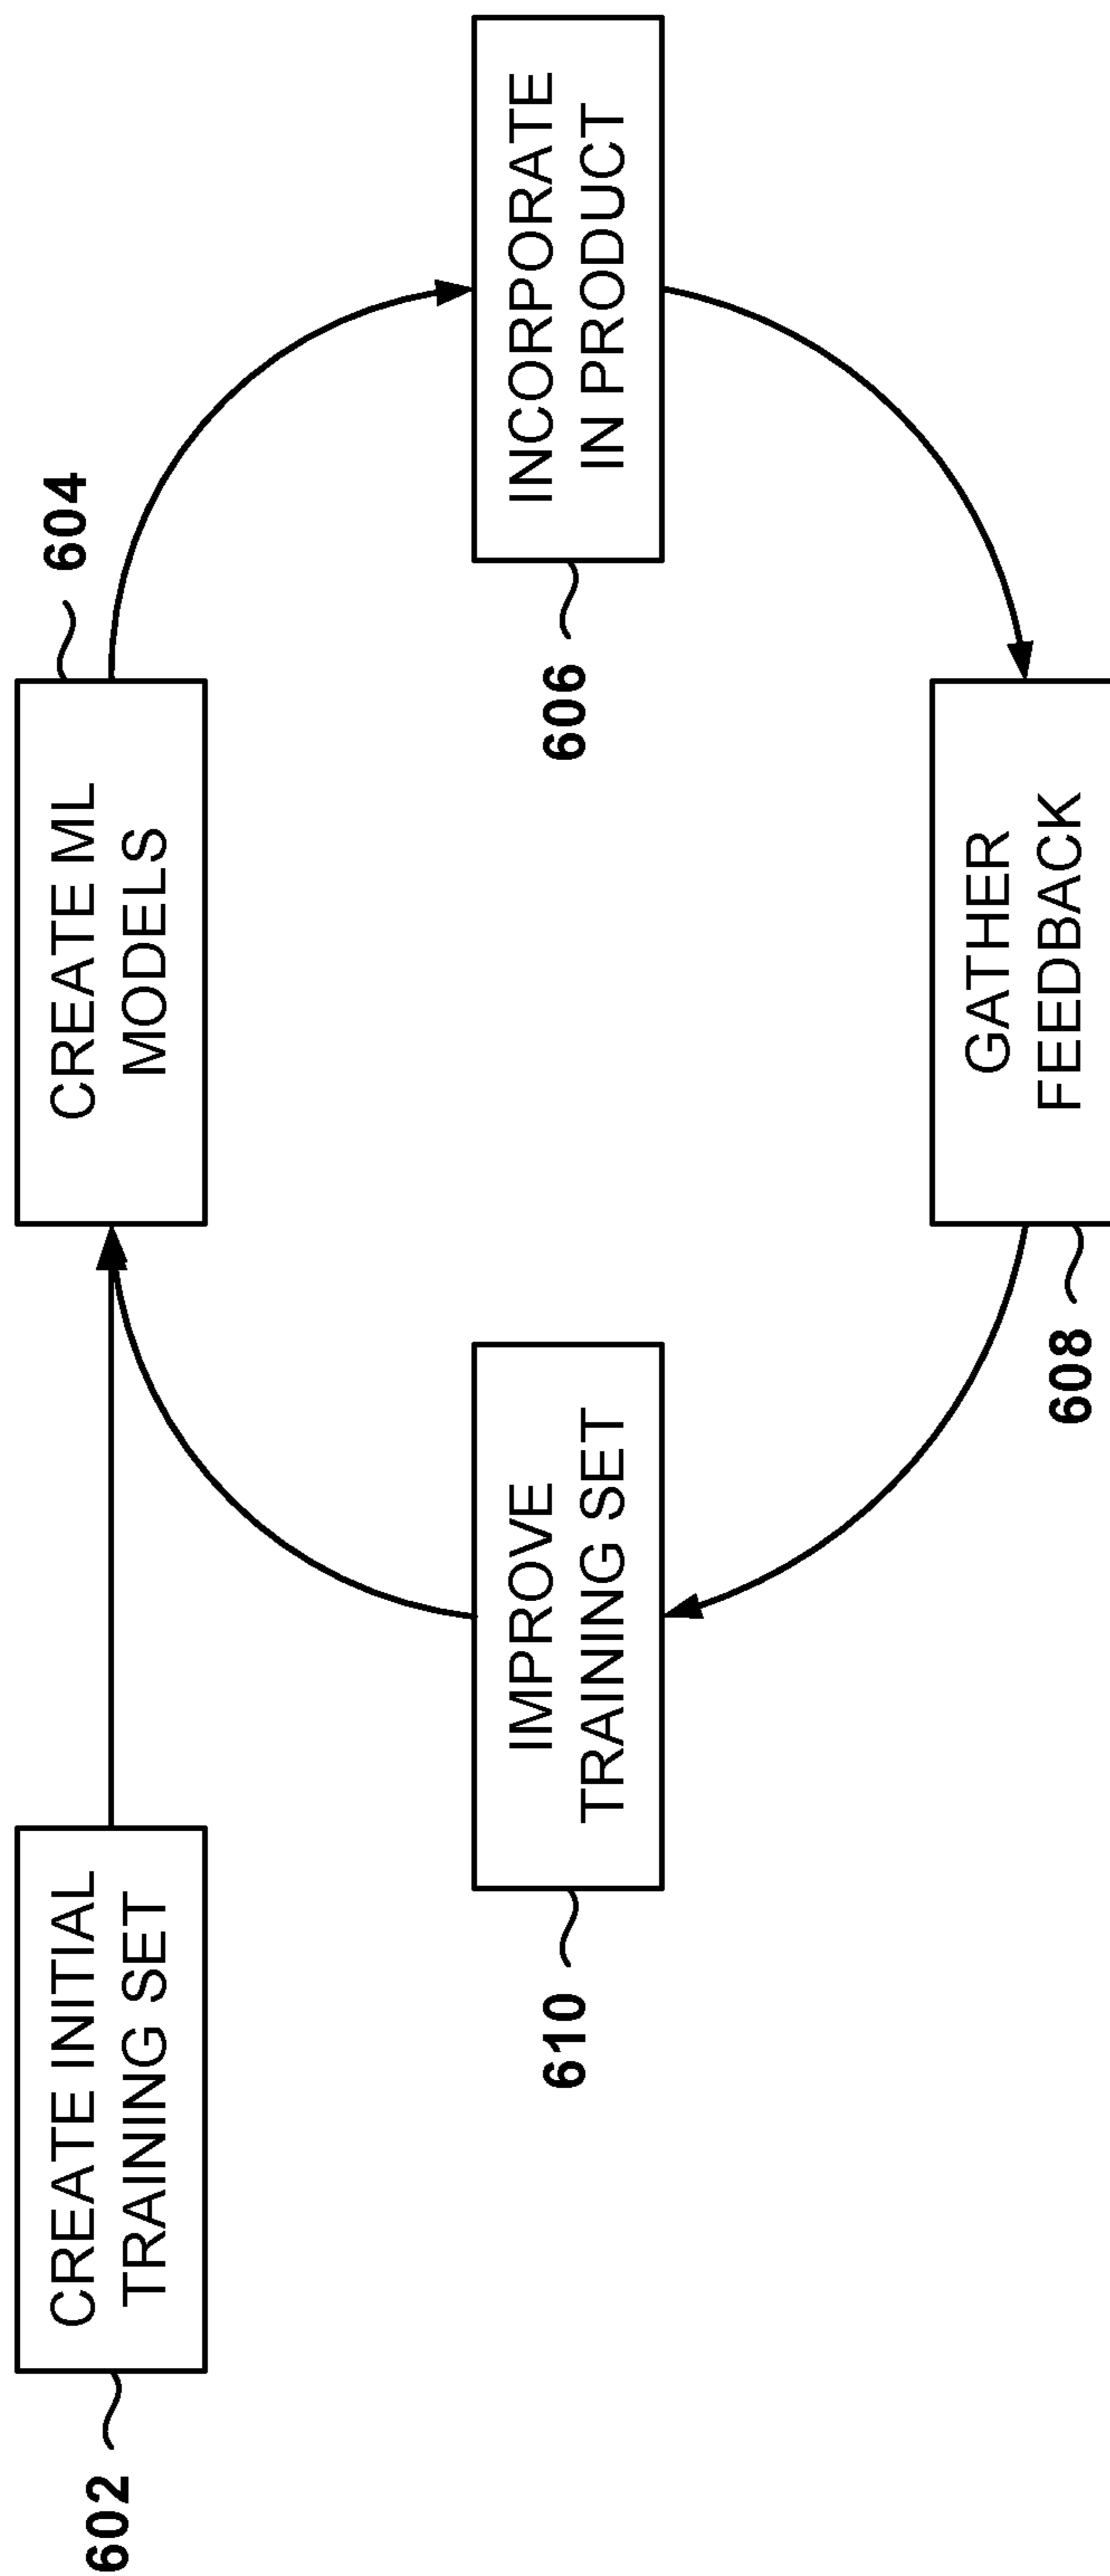 602
CREATE INITIAL
TRAINING SET
CREATE ML
MODELS
604
INCORPORATE
IN PRODUCT
606
GATHER
FEEDBACK
608
IMPROVE
TRAINING SET
610